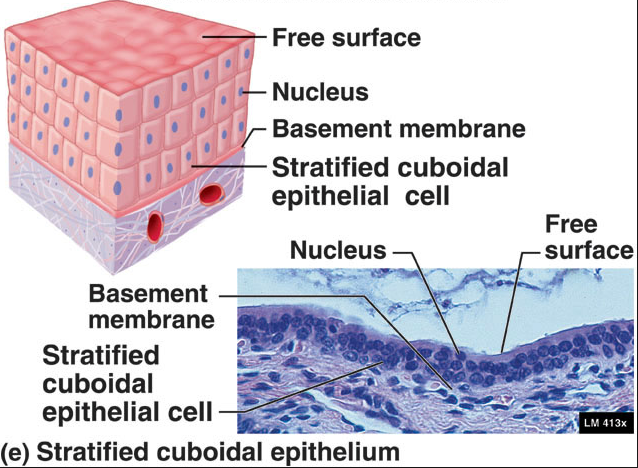 Free surface
Nucleus
Basement membrane
Stratified cuboidal
epithelial cell
Free
surface
Nucleus
Basement
membrane
Stratified
cuboidal
epithelial cell
LM 413x
(e) Stratified cuboidal epithelium